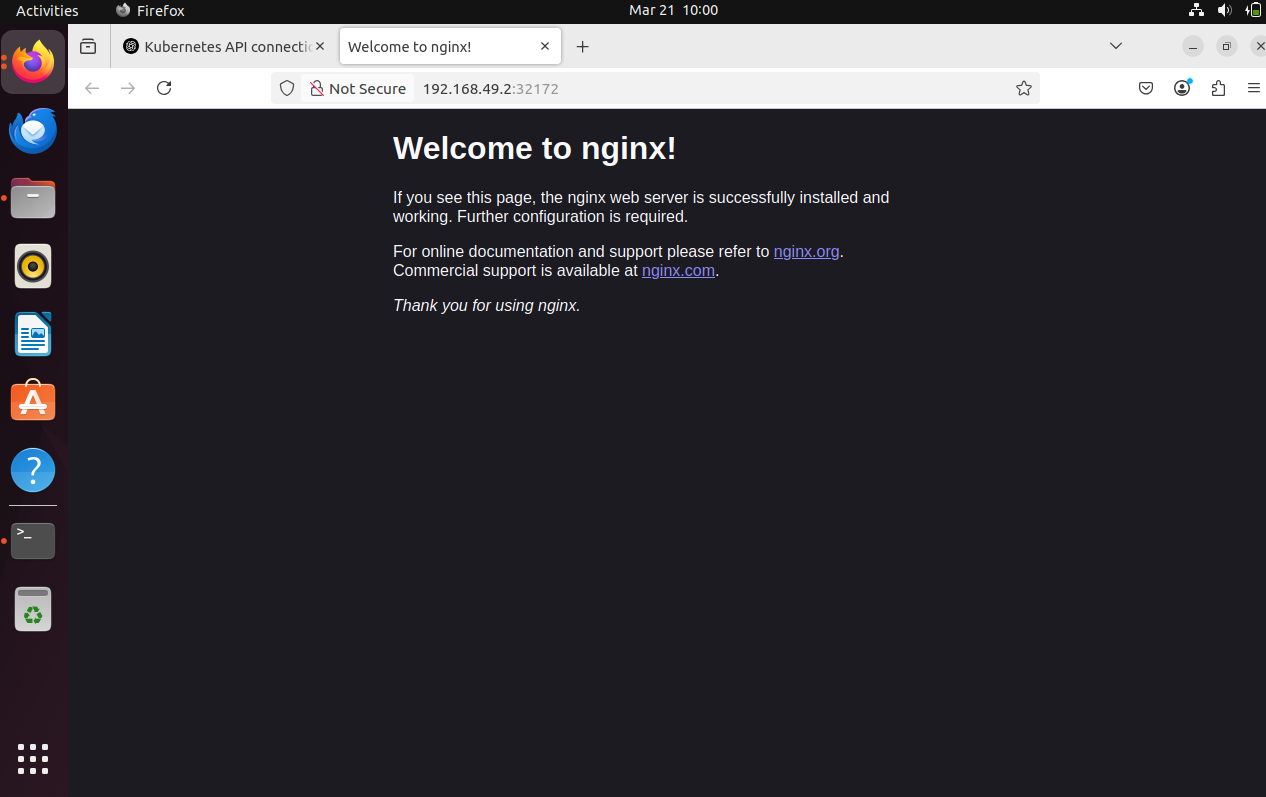 Activities
Firefox
Mar 21 10:00
Kubernetes API connectio
Welcome to nginx!
Not Secure
192.168.49.2:32172
Welcome to nginx!
If you see this page, the nginx web server is successfully installed and
working. Further configuration is required.
For online documentation and support please refer to nginx.org.
Commercial support is available at nginx.com.
Thank you for using nginx.